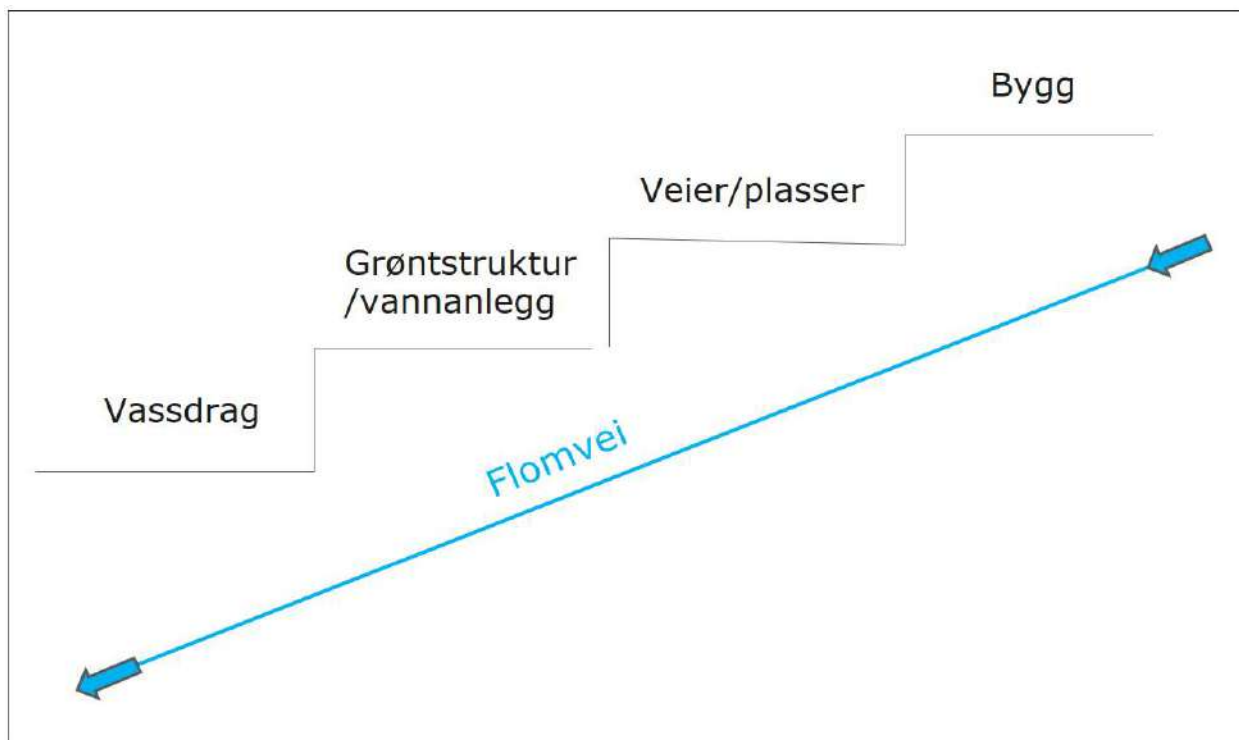 Bygg
Veier/plasser
Grøntstruktur
/vannanlegg
Vassdrag
Flomvei